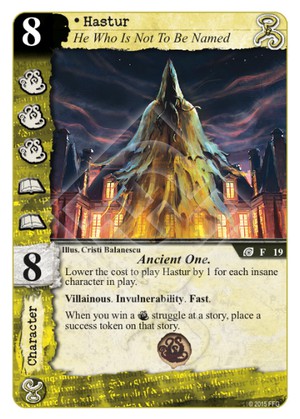 8
• Hastur
He Who Is Not To Be Named
Illus. Cristi Balanescu
F 19
8
Ancient One.
Lower the cost to play Hastur by 1 for each insane
character in play.
Villainous. Invulnerability. Fast.
When you win a struggle at a story, place a
success token on that story.
Character
© 2015 FFG